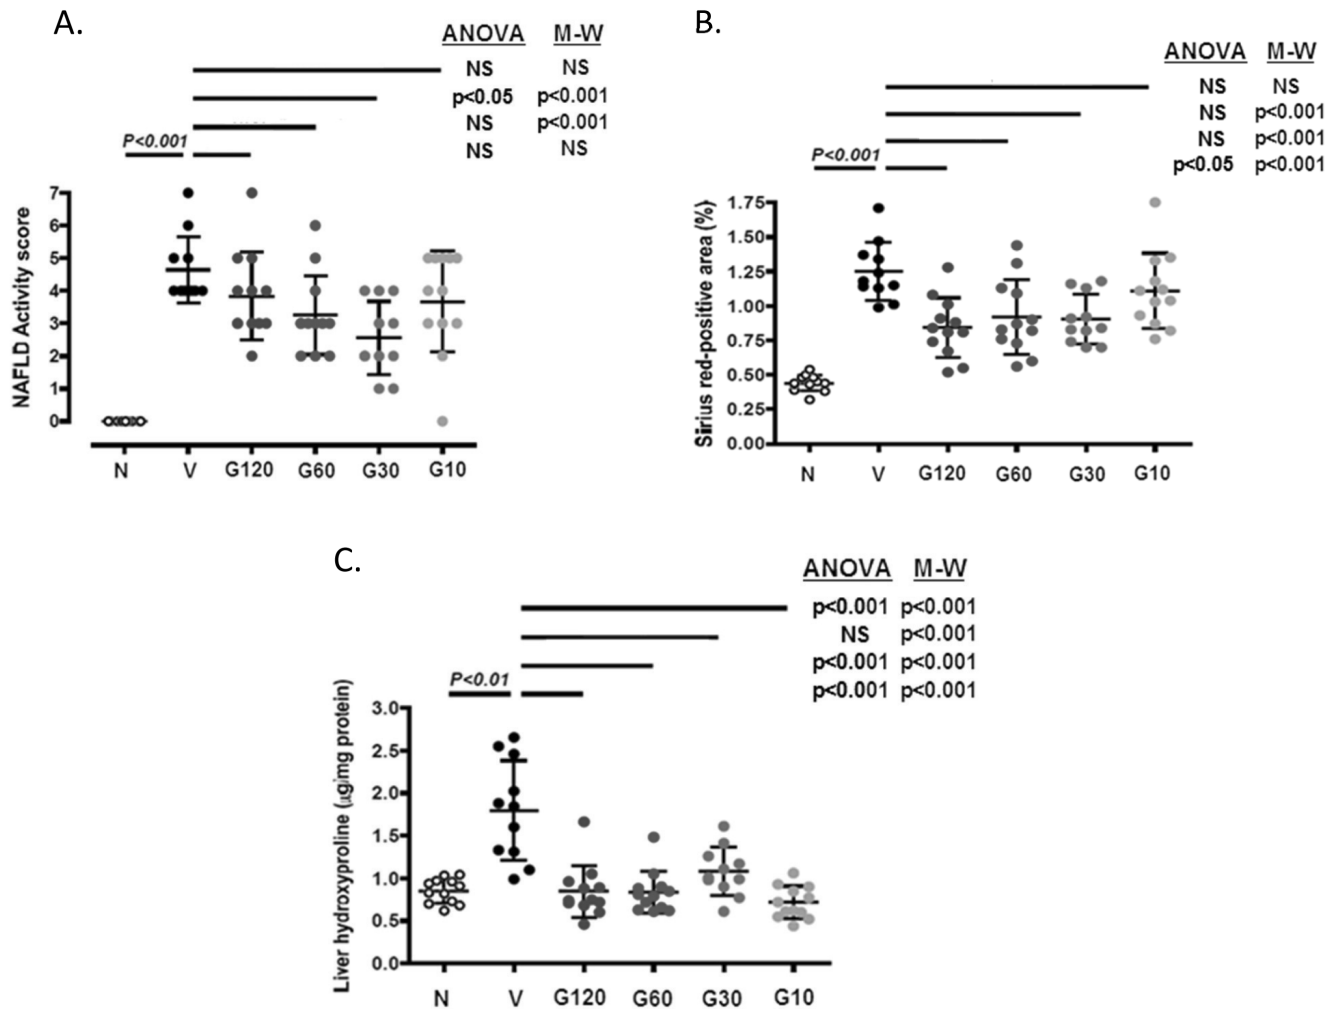 A.
ANOVA M-W
NS NS
p<0.05 p<0.001
NS p<0.001
P<0.001 NS NS
NAFLD Activity score
7
6
5
4
3
2
1
0
N V G120 G60 G30 G10
B.
ANOVA M-W
NS NS
NS p<0.001
NS p<0.001
P<0.001 p<0.05 p<0.001
Sirius red-positive area (%)
1.75
1.50
1.25
1.00
0.75
0.50
0.25
0.00
N V G120 G60 G30 G10
C.
ANOVA M-W
p<0.001 p<0.001
NS p<0.001
p<0.001 p<0.001
P<0.01 p<0.001 p<0.001
Liver hydroxyproline (µg/mg protein)
3.0
2.5
2.0
1.5
1.0
0.5
0.0
N V G120 G60 G30 G10